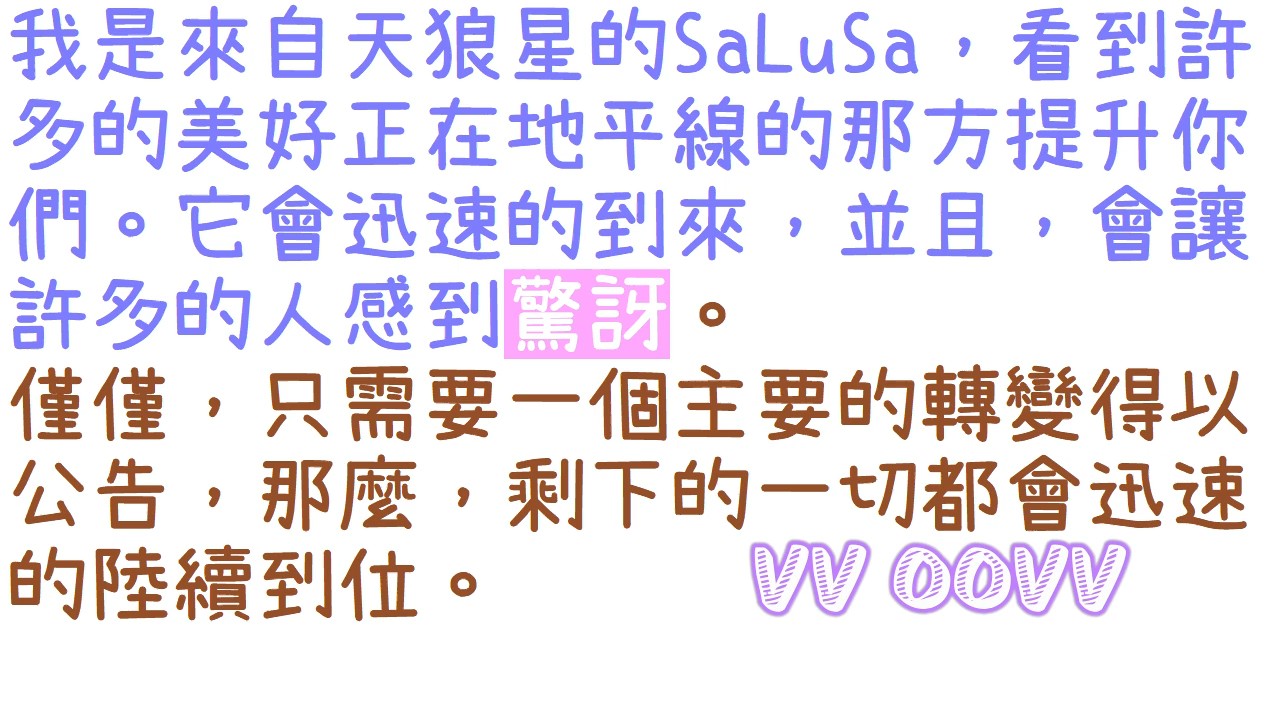 我是來自天狼星的SaLuSa，看到許
多的美好正在地平線的那方提升你
們。它會迅速的到來，並且，會讓
許多的人感到驚訝。
僅僅，只需要一個主要的轉變得以
公告，那麼，剩下的一切都會迅速
的陸續到位。
VV OOVV